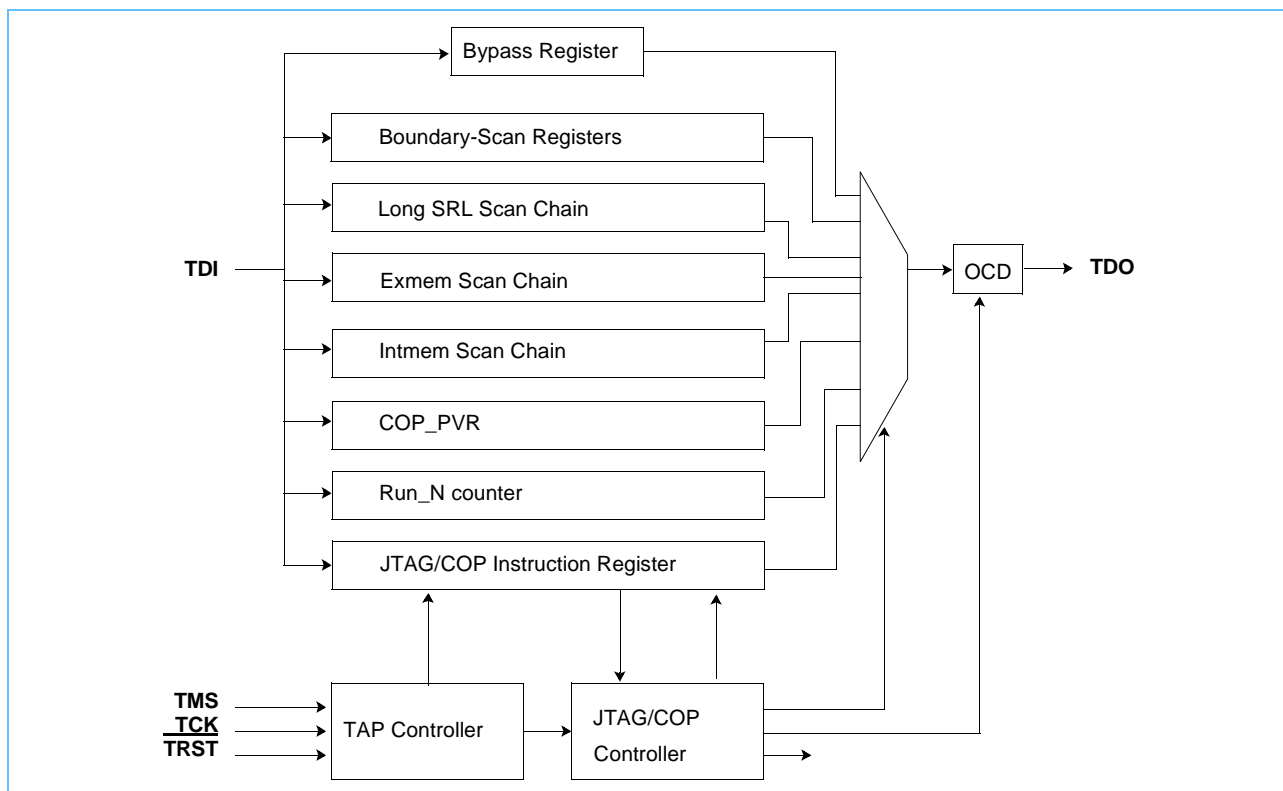 Bypass Register
Boundary-Scan Registers
Long SRL Scan Chain
TDI
Exmem Scan Chain
OCD
TDO
Intmem Scan Chain
COP_PVR
Run_N counter
JTAG/COP Instruction Register
TMS
TCK
TRST
TAP Controller
JTAG/COP
Controller